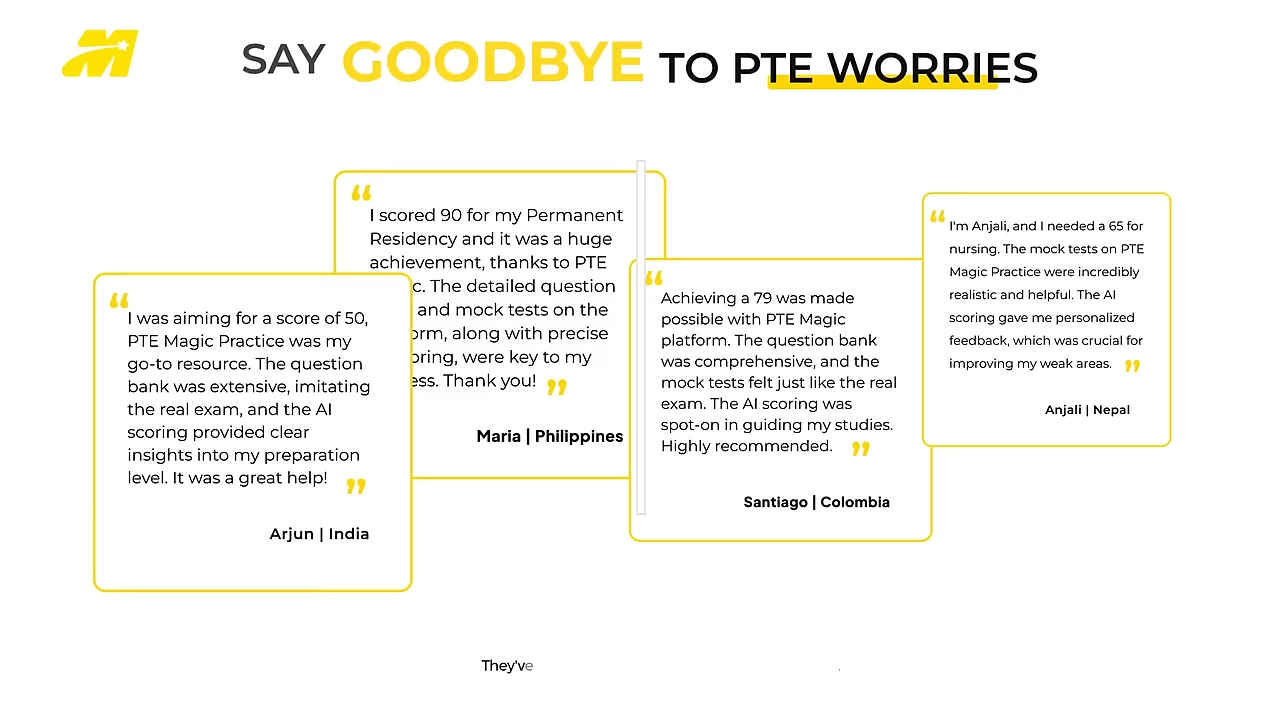 SAY GOODBYE TO PTE WORRIES
I scored 90 for my Permanent
Residency and it was a huge
achievement, thanks to PTE
The detailed question
and mock tests on the
along with precise
were key to my
Thank you!
Maria | Philippines
I was aiming for a score of 50,
PTE Magic Practice was my
go-to resource. The question
bank was extensive, imitating
the real exam, and the AI
scoring provided clear
insights into my preparation
level. It was a great help!
Arjun | India
Achieving a 79 was made
possible with PTE Magic
platform. The question bank
was comprehensive, and the
mock tests felt just like the real
exam. The AI scoring was
spot-on in guiding my studies.
Highly recommended.
Santiago | Colombia
I'm Anjali, and I needed a 65 for
nursing. The mock tests on PTE
Magic Practice were incredibly
realistic and helpful. The AI
scoring gave me personalized
feedback, which was crucial for
improving my weak areas.
Anjali | Nepal
They've